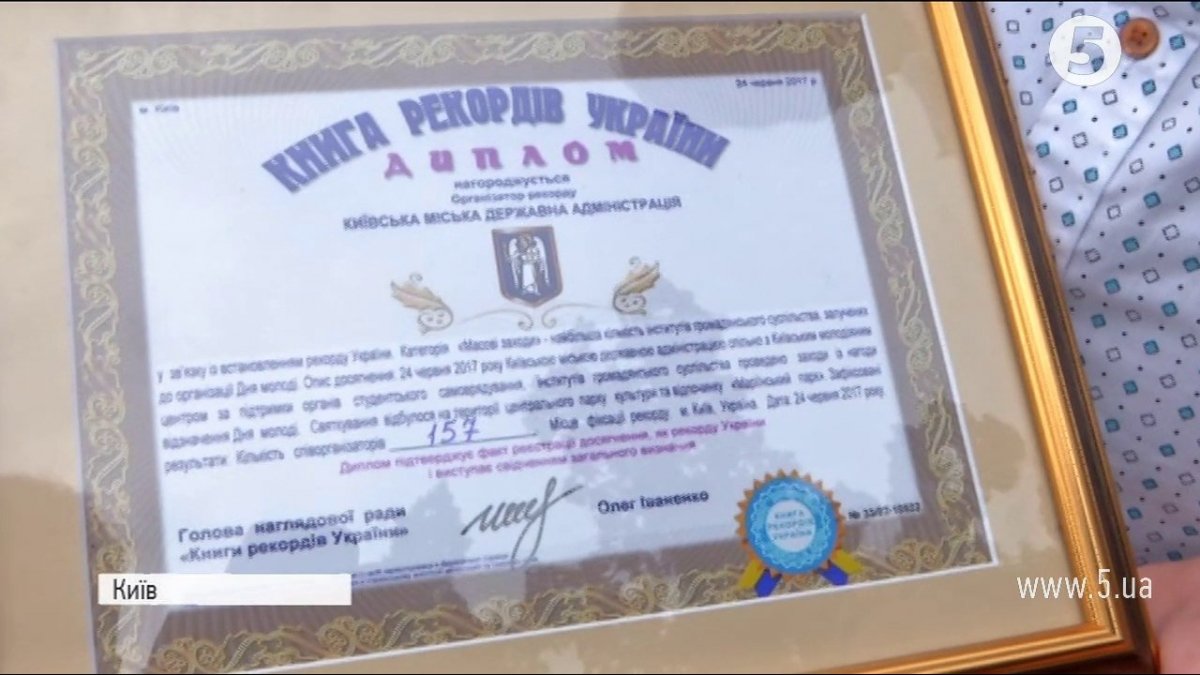 5
м. Київ
24 червня 2017 р
КНИГА РЕКОРДІВ УКРАЇНИ
ДИПЛОМ
нагороджується
Організатор рекорду
КИЇВСЬКА МІСЬКА ДЕРЖАВНА АДМІНІСТРАЦІЯ
У зв'язку із встановленням рекорду України. Категорія «Масові заходи» - найбільша кількість інститутів громадянського суспільства, залучених
до організації Дня молоді. Опис досягнення: 24 червня 2017 року Київською міською державною адміністрацією спільно з Київським молодіжним
центром за підтримки органів студентського самоврядування, інститутів громадянського суспільства проведено заходи із нагоди
відзначення Дня молоді. Святкування відбулося на території центрального парку культури та відпочинку «Маріїнський парк». Зафіксовані
результати: Кількість співорганізаторів 157 Місце фіксації рекорду: м.Київ, Україна. Дата: 24 червня 2017 року.
Диплом підтверджує факт реєстрації досягнення, як рекорду України
і виступає свідченням загального визнання
Голова наглядової ради
«Книги рекордів України»
Олег Іваненко
КНИГА
РЕКОРДІВ
УКРАЇНИ
Київ
www.5.ua